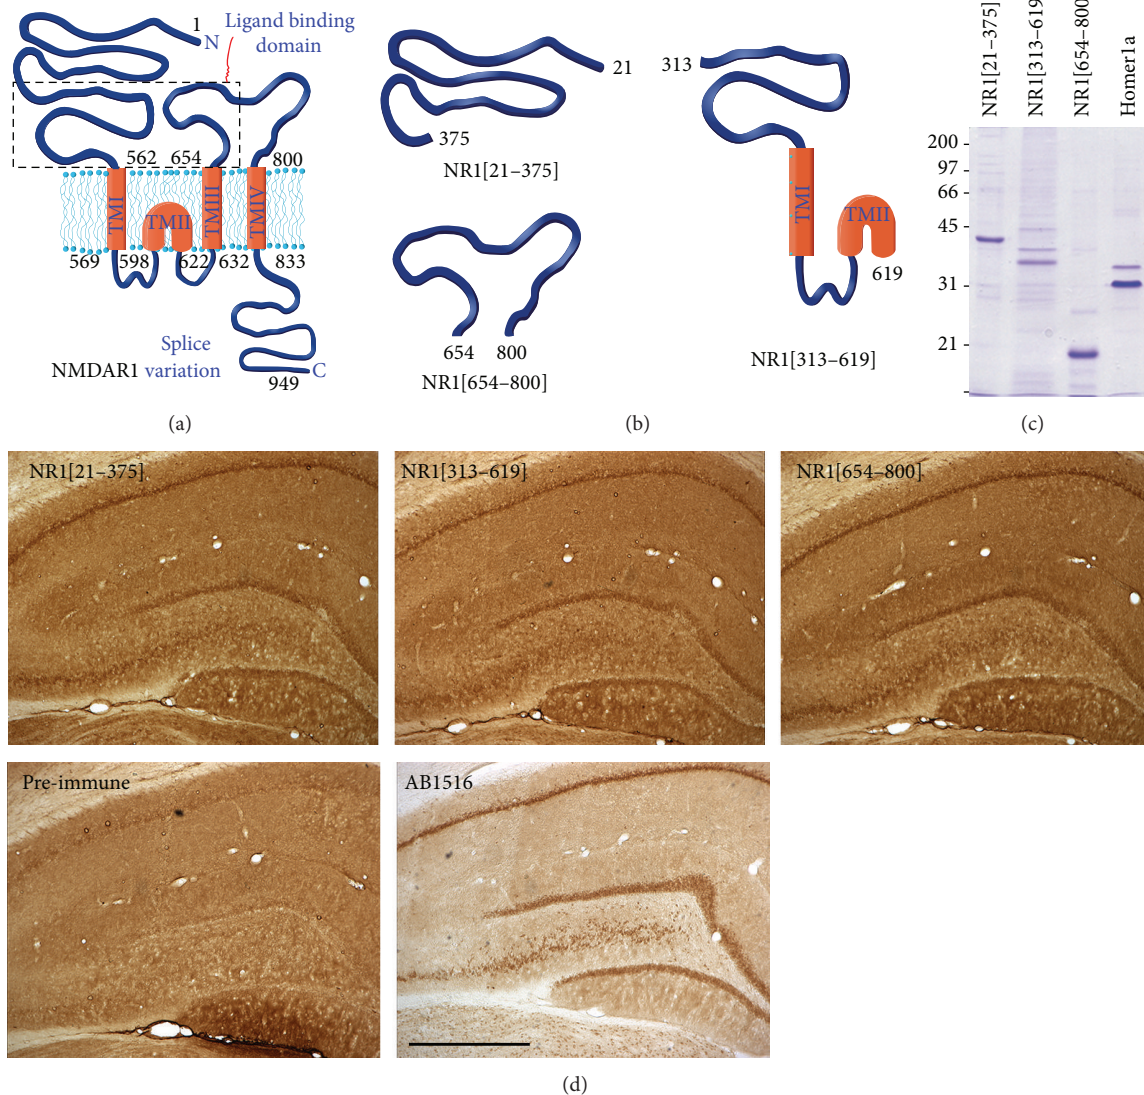 1
N
Ligand binding
domain
562
654
800
TMI
TMII
TMIII
TMIV
569
598
622
632
833
Splice
NMDAR1 variation
949
C
(a)
21
375
NR1[21–375]
654
800
NR1[654–800]
313
TMI
TMII
619
NR1[313–619]
(b)
NR1[21–375]
NR1[313–619]
NR1[654–800]
Homer1a
200
97
66
45
31
21
(c)
NR1[21–375]
NR1[313–619]
NR1[654–800]
Pre-immune
AB1516
(d)